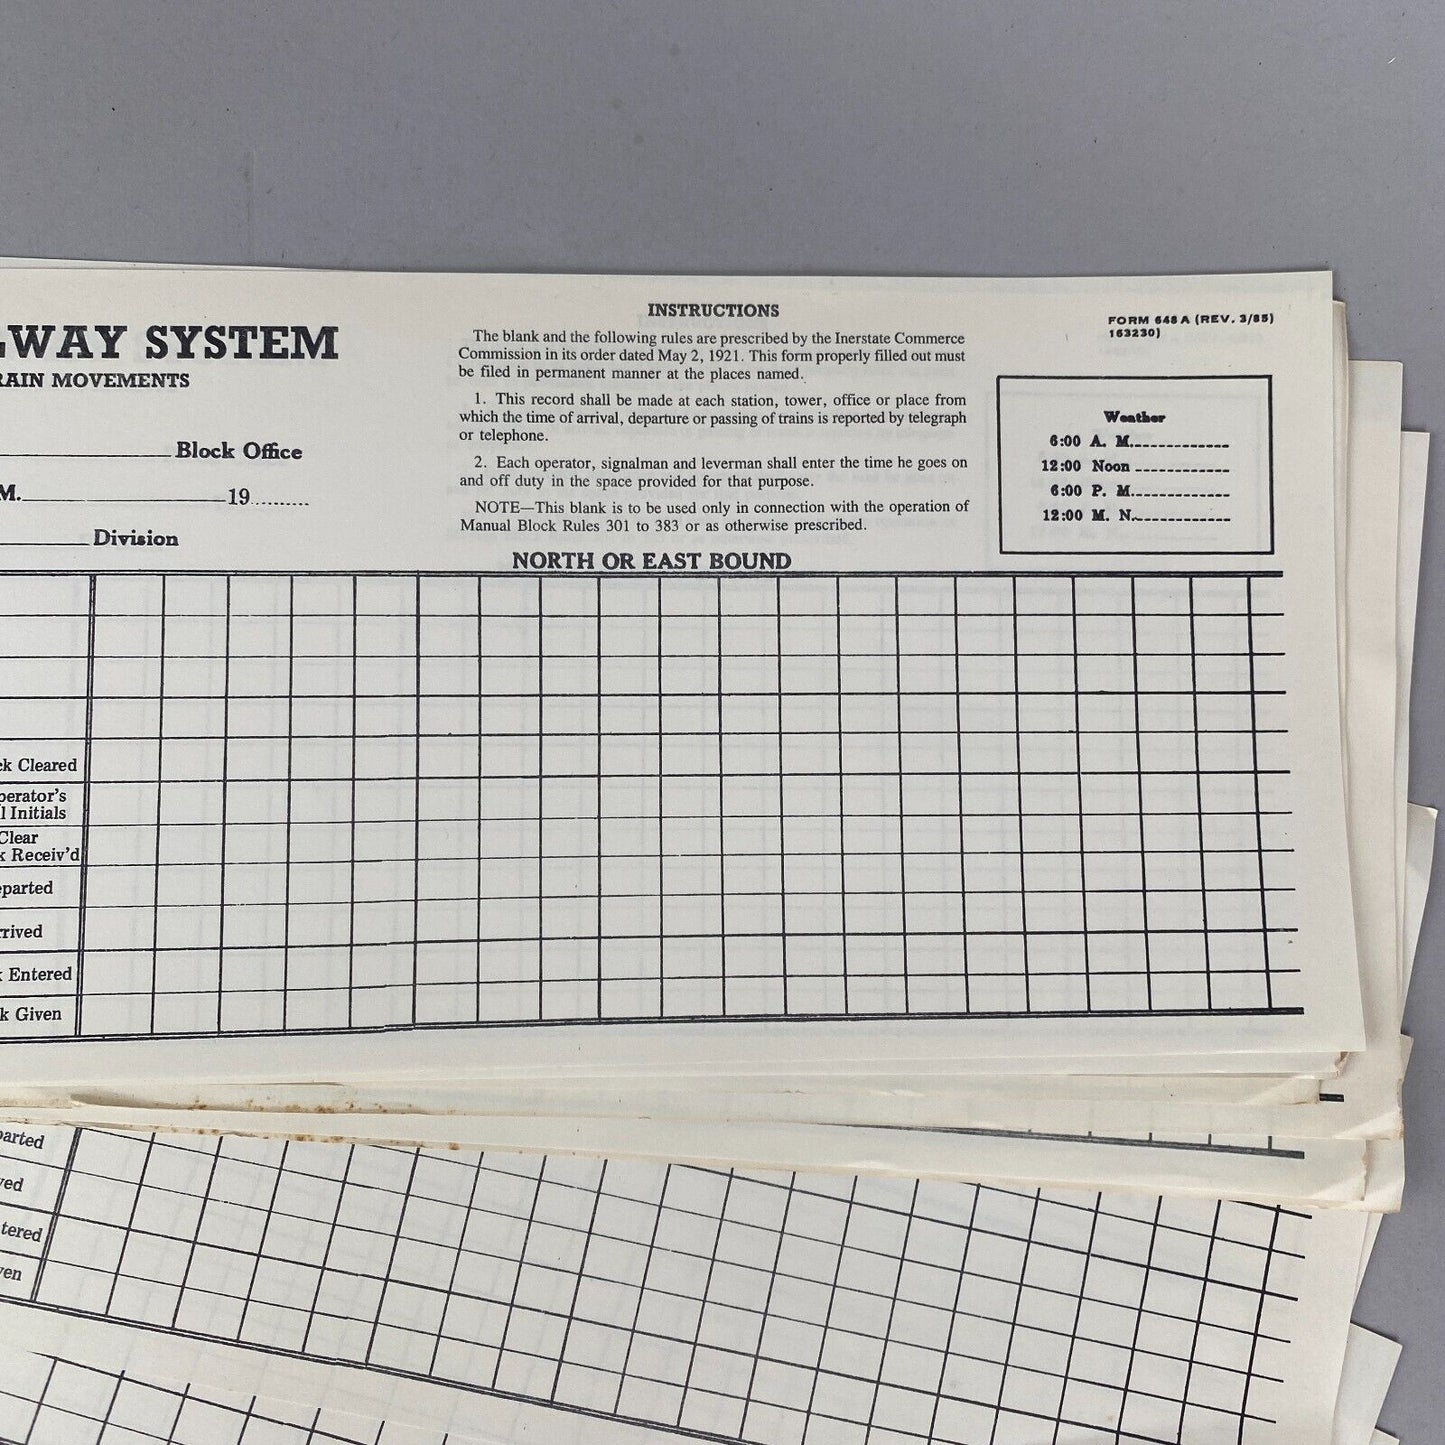 WAY SYSTEM
RAIN MOVEMENTS
Block Office
M. 19
Division
INSTRUCTIONS
The blank and the following rules are prescribed by the Inerstate Commerce
Commission in its order dated May 2, 1921. This form properly filled out must
be filed in permanent manner at the places named.
1. This record shall be made at each station, tower, office or place from
which the time of arrival, departure or passing of trains is reported by telegraph
or telephone.
2. Each operator, signalman and leverman shall enter the time he goes on
and off duty in the space provided for that purpose.
NOTE—This blank is to be used only in connection with the operation of
Manual Block Rules 301 to 383 or as otherwise prescribed.
FORM 648 A (REV. 3/85)
163230)
Weather
6:00 A. M.
12:00 Noon
6:00 P. M.
12:00 M. N.
NORTH OR EAST BOUND
ck Cleared
perator's
l Initials
Clear
k Receiv'd
eparted
rrived
k Entered
k Given
parted
ved
tered
ven